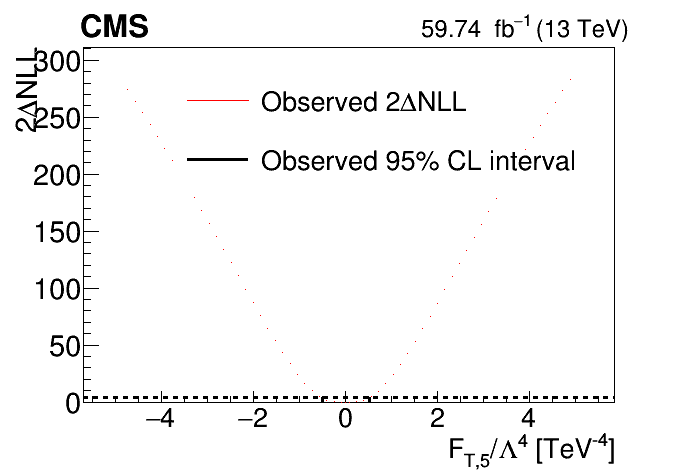 CMS
59.74 fb⁻¹ (13 TeV)
2ΔNLL
300
250
200
150
100
50
0
Observed 2ΔNLL
Observed 95% CL interval
−4 −2 0 2 4
F_T,5/Λ⁴ [TeV⁻⁴]